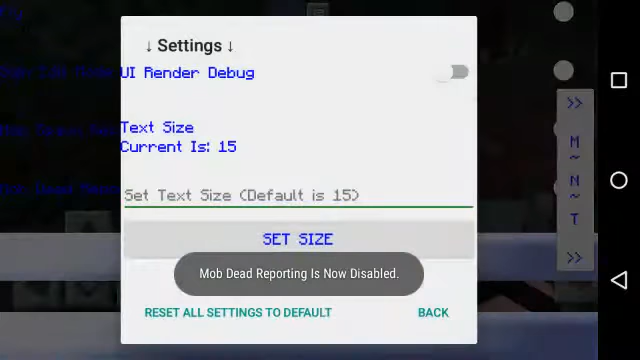 ↓ Settings ↓
UI Render Debug
Text Size
Current Is: 15
Set Text Size (Default is 15)
SET SIZE
Mob Dead Reporting Is Now Disabled.
RESET ALL SETTINGS TO DEFAULT
BACK
>>
M
~
N
~
T
>>